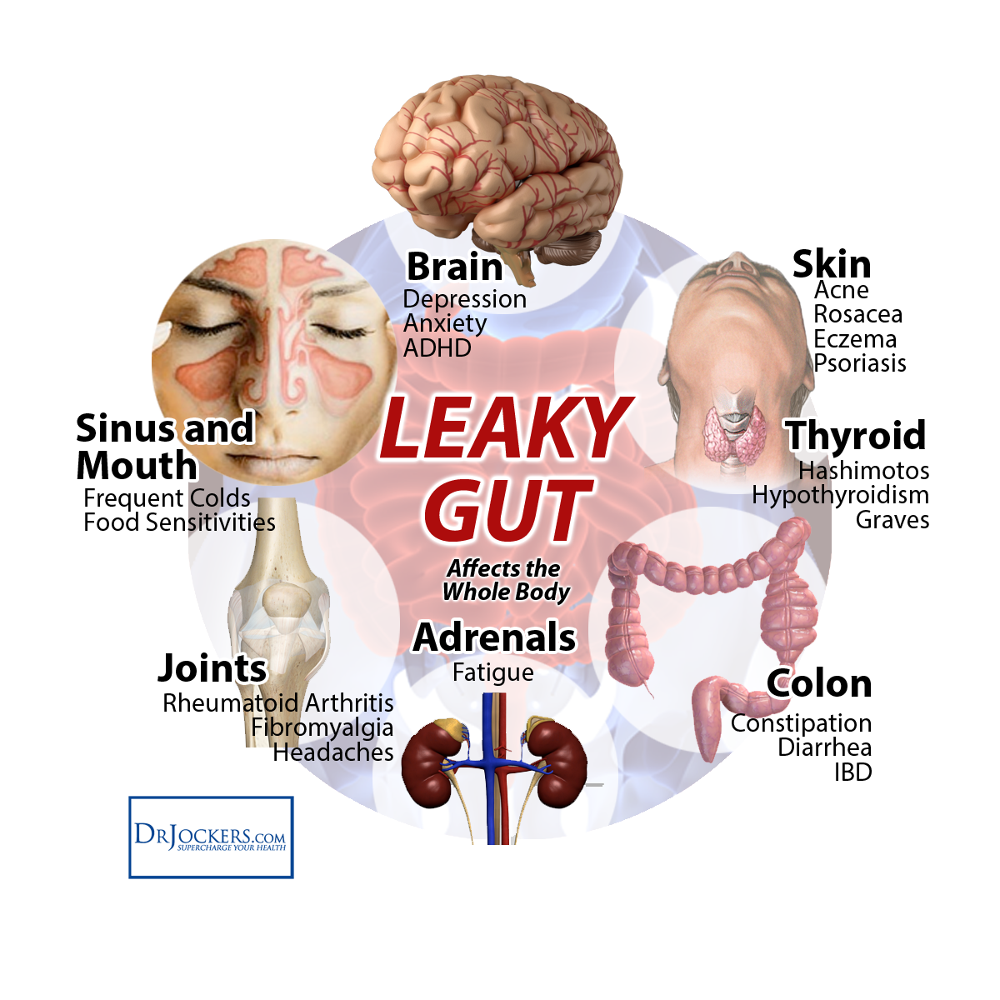 Brain
Depression
Anxiety
ADHD
Skin
Acne
Rosacea
Eczema
Psoriasis
LEAKY
GUT
Affects the
Whole Body
Sinus and
Mouth
Frequent Colds
Food Sensitivities
Thyroid
Hashimotos
Hypothyroidism
Graves
Adrenals
Fatigue
Joints
Rheumatoid Arthritis
Fibromyalgia
Headaches
Colon
Constipation
Diarrhea
IBD
DRJOCKERS.COM
SUPERCHARGE YOUR HEALTH